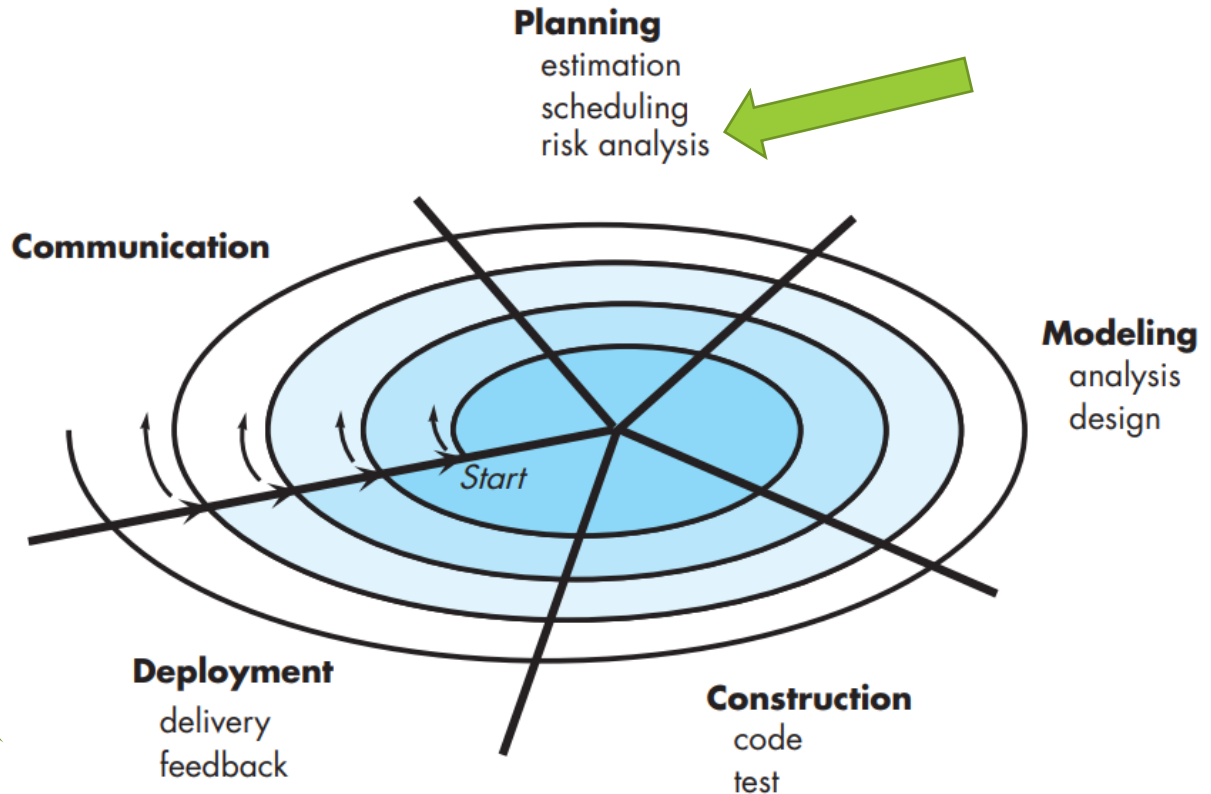 Planning
estimation
scheduling
risk analysis
Communication
Modeling
analysis
design
Start
Deployment
delivery
feedback
Construction
code
test